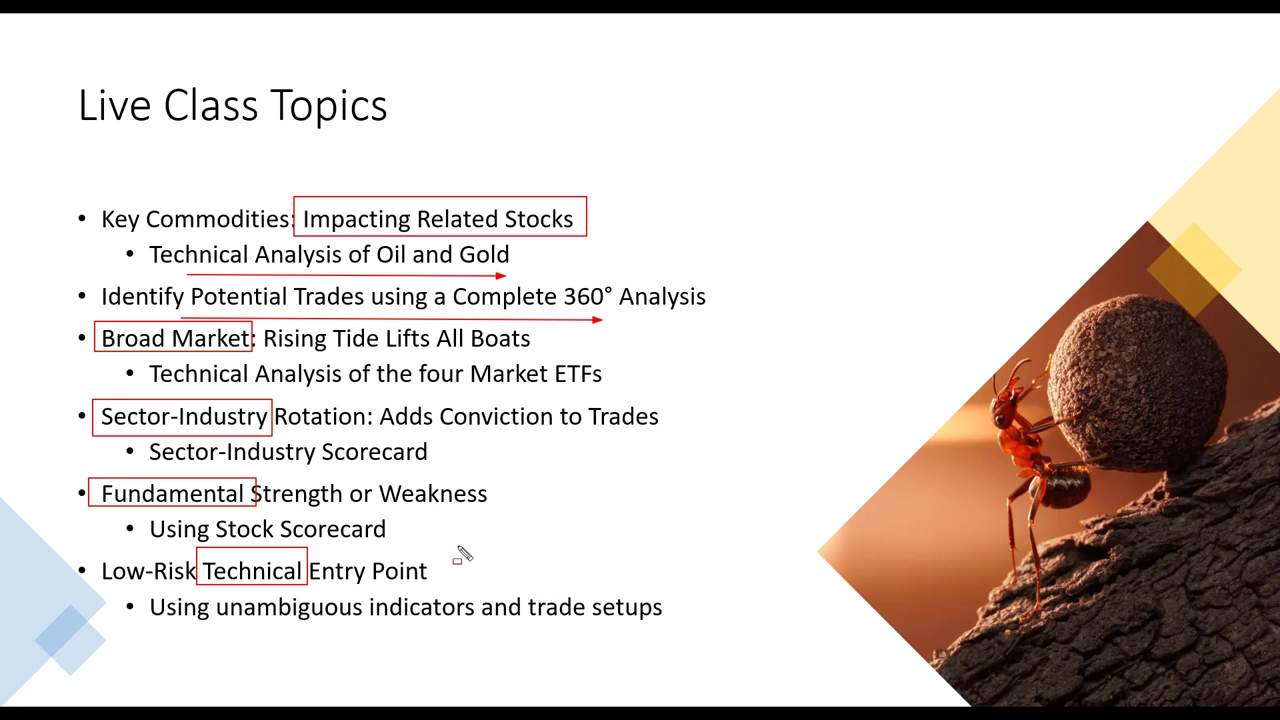 Live Class Topics
• Key Commodities: Impacting Related Stocks
• Technical Analysis of Oil and Gold
• Identify Potential Trades using a Complete 360° Analysis
• Broad Market: Rising Tide Lifts All Boats
• Technical Analysis of the four Market ETFs
• Sector-Industry Rotation: Adds Conviction to Trades
• Sector-Industry Scorecard
• Fundamental Strength or Weakness
• Using Stock Scorecard
• Low-Risk Technical Entry Point
• Using unambiguous indicators and trade setups